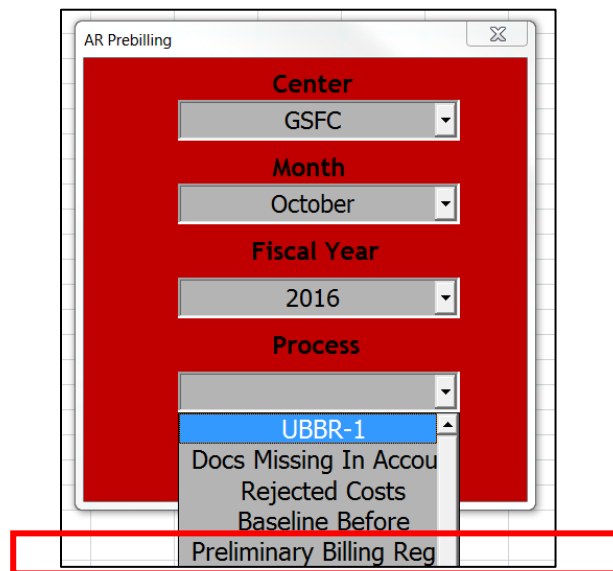 AR Prebilling
Center
GSFC
Month
October
Fiscal Year
2016
Process
UBBR-1
Docs Missing In Accou
Rejected Costs
Baseline Before
Preliminary Billing Reg